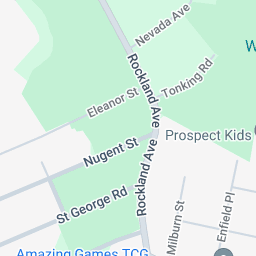 Nevada Ave
W
Rockland Ave
Tonking Rd
Eleanor St
Prospect Kids
Nugent St
Rockland Ave
St George Rd
Milburn St
Enfield Pl
Amazing Games TCG